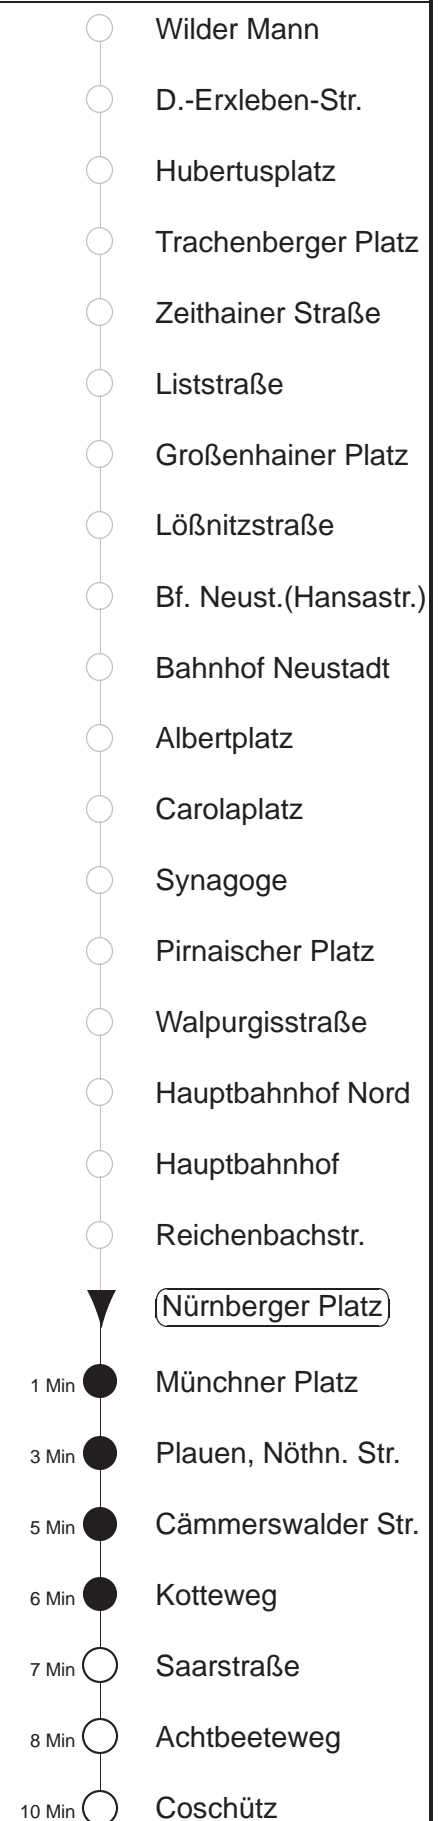 Wilder Mann
D.-Erxleben-Str.
Hubertusplatz
Trachenberger Platz
Zeithainer Straße
Liststraße
Großenhainer Platz
Lößnitzstraße
Bf. Neust.(Hansastr.)
Bahnhof Neustadt
Albertplatz
Carolaplatz
Synagoge
Pirnaischer Platz
Walpurgisstraße
Hauptbahnhof Nord
Hauptbahnhof
Reichenbachstr.
Nürnberger Platz
1 Min Münchner Platz
3 Min Plauen, Nöthn. Str.
5 Min Cämmerswalder Str.
6 Min Kotteweg
7 Min Saarstraße
8 Min Achtbeeteweg
10 Min Coschütz